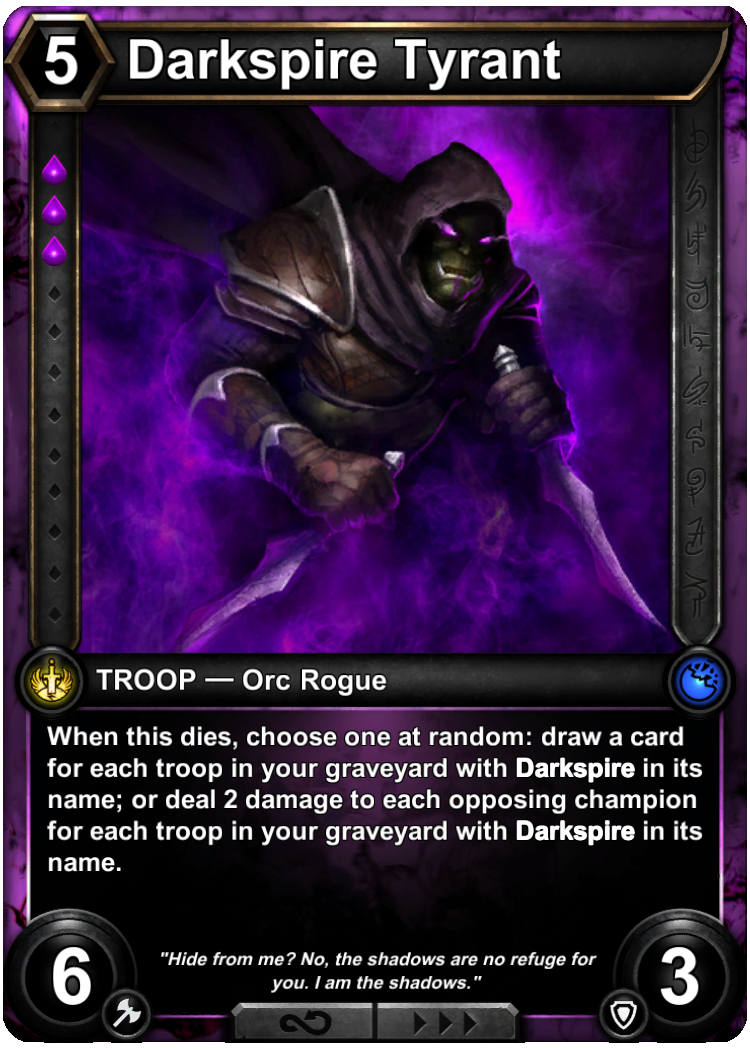 5 Darkspire Tyrant
TROOP — Orc Rogue
When this dies, choose one at random: draw a card
for each troop in your graveyard with Darkspire in its
name; or deal 2 damage to each opposing champion
for each troop in your graveyard with Darkspire in its
name.
"Hide from me? No, the shadows are no refuge for
you. I am the shadows."
6 3